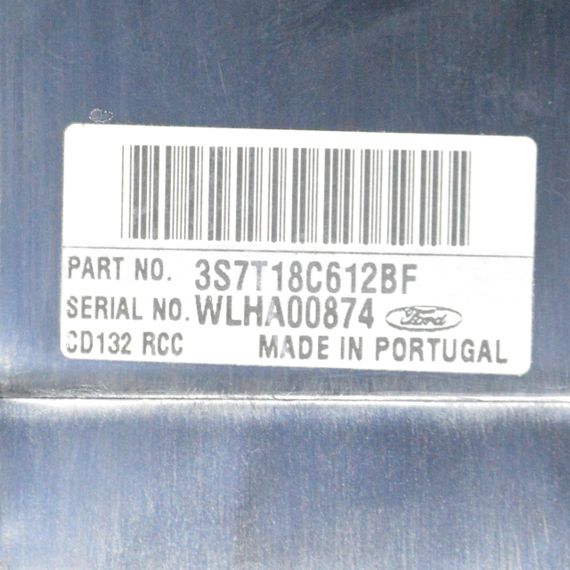 PART NO. 3S7T18C612BF
SERIAL NO. WLHA00874 Ford
CD132 RCC MADE IN PORTUGAL